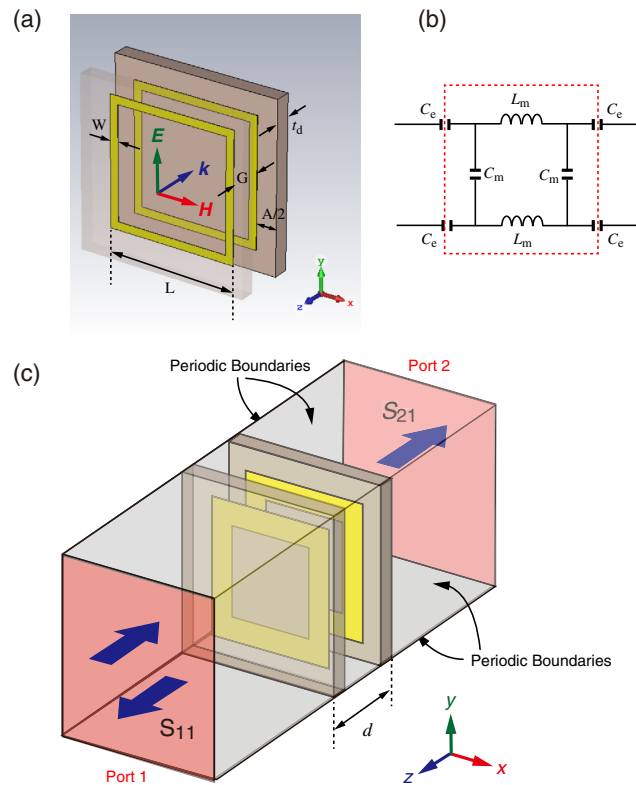 (a)
W
E
k
H
G
t_d
A/2
L
y
z
x
(b)
C_e
L_m
C_e
C_m
C_m
C_e
L_m
C_e
(c)
Periodic Boundaries
Port 2
S_21
S_11
Port 1
Periodic Boundaries
d
y
z
x